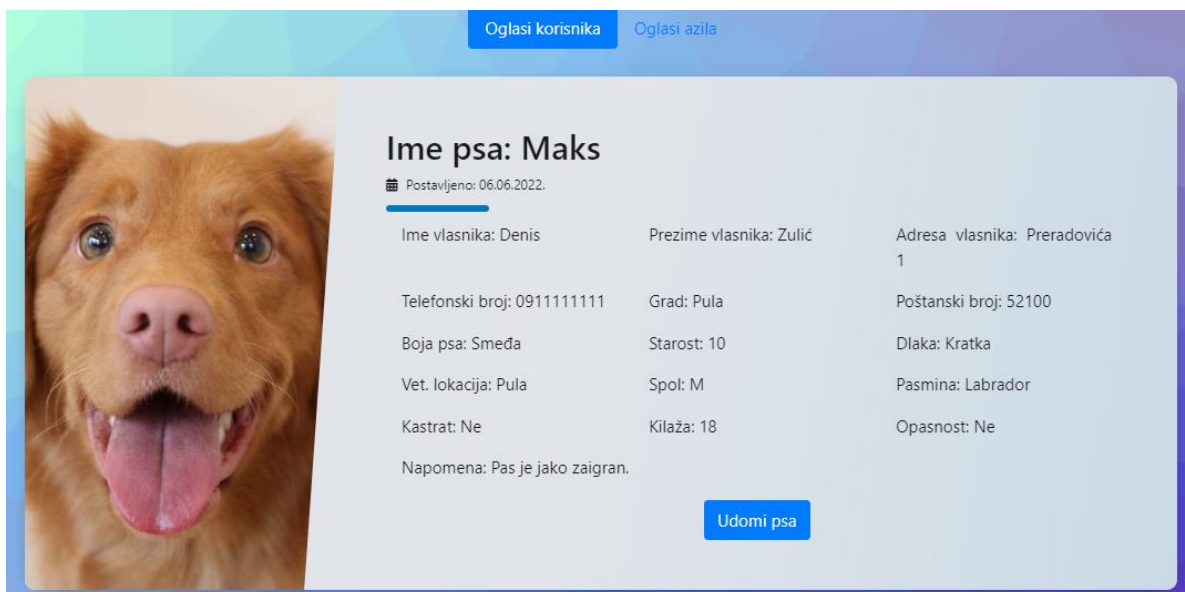 Oglasi korisnika Oglasi azila
Ime psa: Maks
Postavljeno: 06.06.2022.
Ime vlasnika: Denis Prezime vlasnika: Zulić Adresa vlasnika: Preradovića
1
Telefonski broj: 0911111111 Grad: Pula Poštanski broj: 52100
Boja psa: Smeđa Starost: 10 Dlaka: Kratka
Vet. lokacija: Pula Spol: M Pasmina: Labrador
Kastrat: Ne Kilaža: 18 Opasnost: Ne
Napomena: Pas je jako zaigran.
Udomi psa